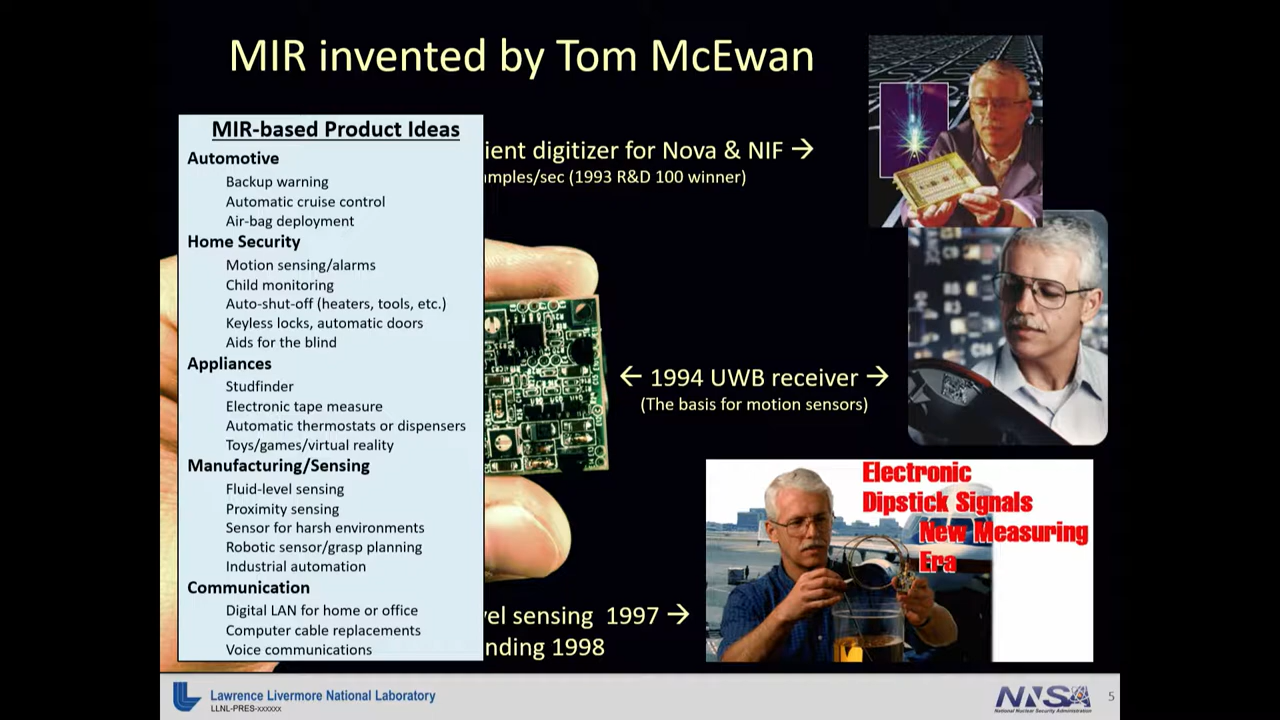 MIR invented by Tom McEwan
MIR-based Product Ideas
Automotive
Backup warning
Automatic cruise control
Air-bag deployment
Home Security
Motion sensing/alarms
Child monitoring
Auto-shut-off (heaters, tools, etc.)
Keyless locks, automatic doors
Aids for the blind
Appliances
Studfinder
Electronic tape measure
Automatic thermostats or dispensers
Toys/games/virtual reality
Manufacturing/Sensing
Fluid-level sensing
Proximity sensing
Sensor for harsh environments
Robotic sensor/grasp planning
Industrial automation
Communication
Digital LAN for home or office
Computer cable replacements
Voice communications
ient digitizer for Nova & NIF →
mples/sec (1993 R&D 100 winner)
← 1994 UWB receiver →
(The basis for motion sensors)
Electronic
Dipstick Signals
New Measuring
Era
vel sensing 1997 →
nding 1998
Lawrence Livermore National Laboratory
LLNL-PRES-xxxxxx
NNSA
National Nuclear Security Administration
5